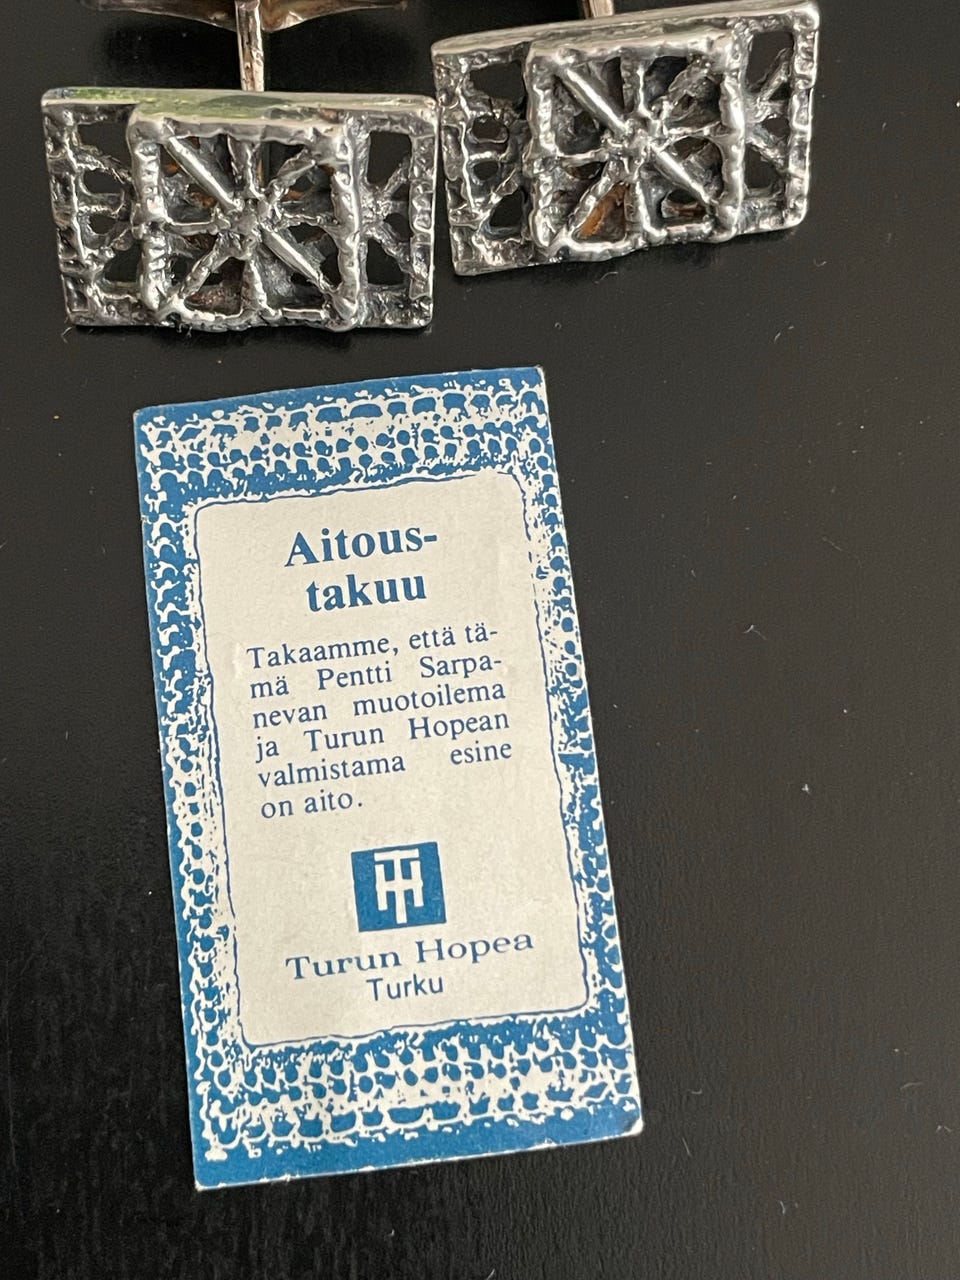 Aitous-
takuu
Takaamme, että tä-
mä Pentti Sarpa-
nevan muotoilema
ja Turun Hopean
valmistama esine
on aito.
TH
Turun Hopea
Turku